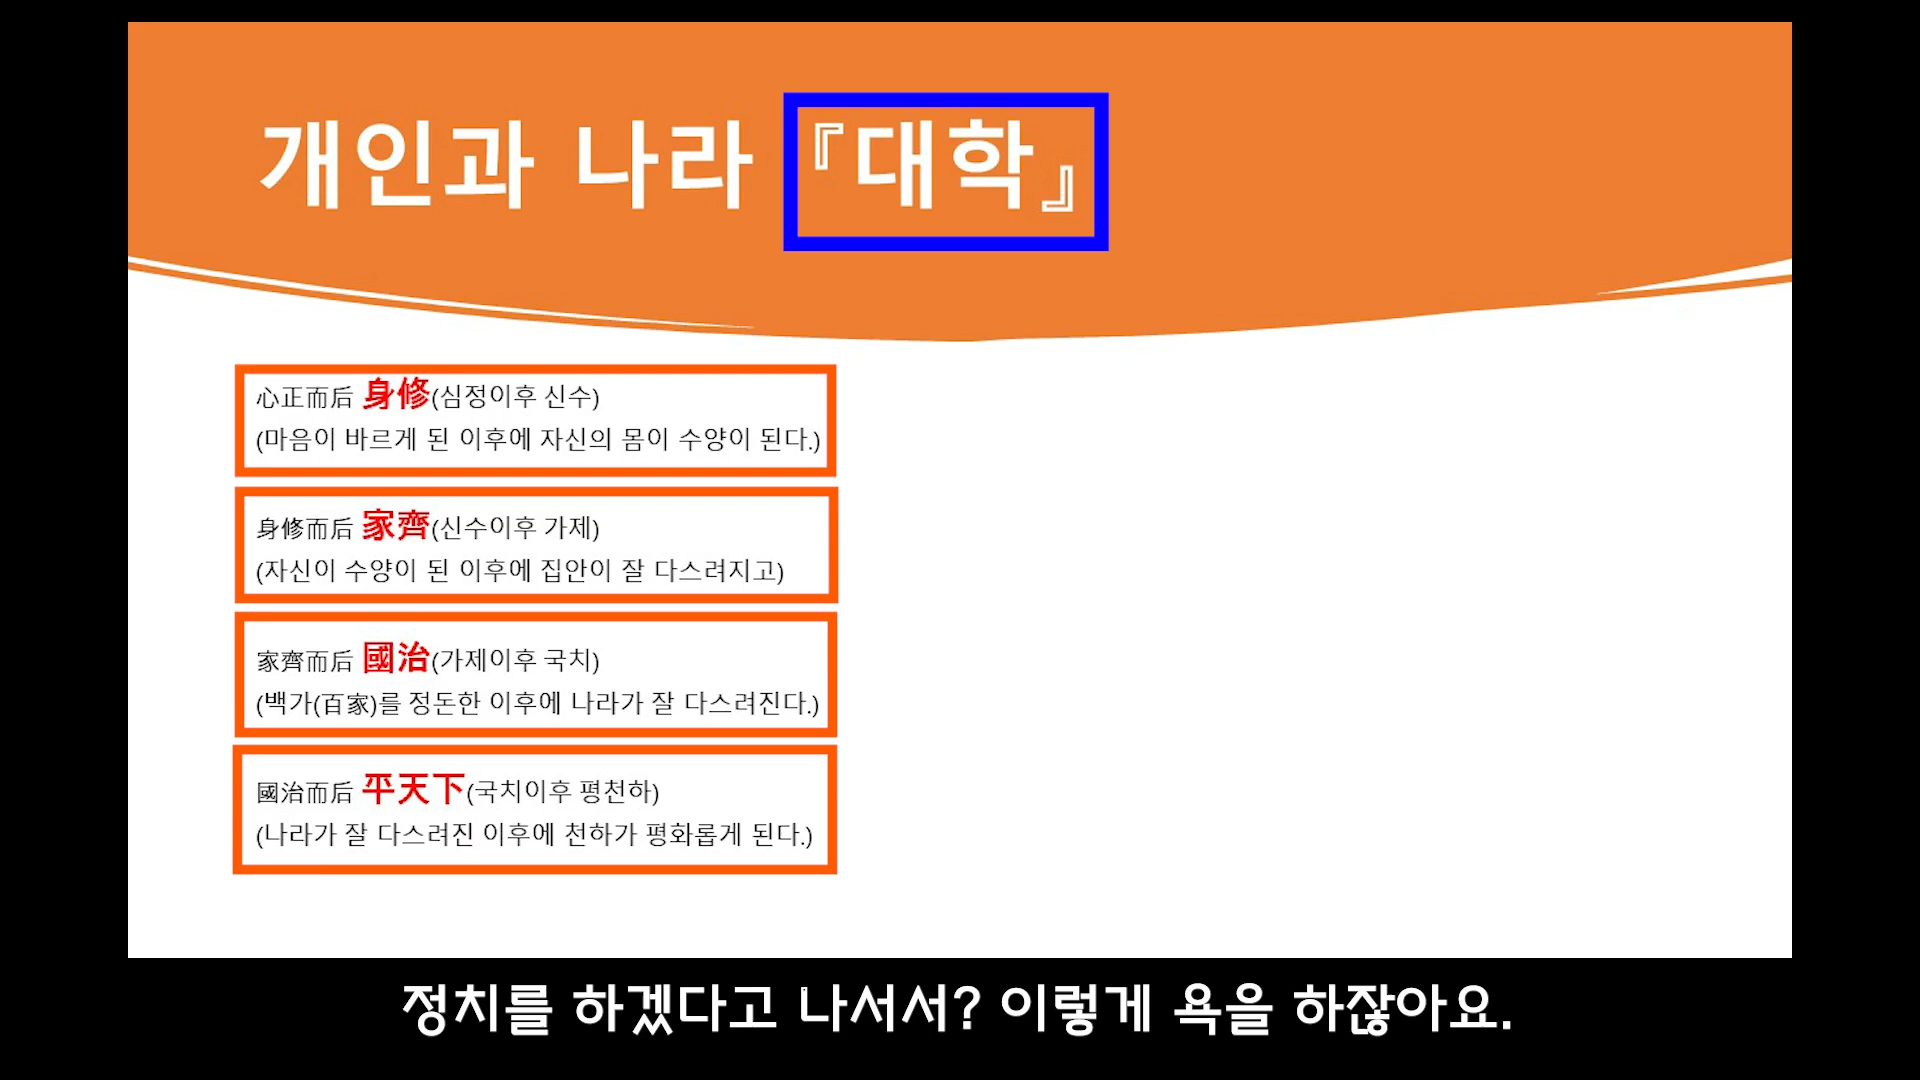 개인과 나라 『대학』
心正而后 身修(심정이후 신수)
(마음이 바르게 된 이후에 자신의 몸이 수양이 된다.)
身修而后 家齊(신수이후 가제)
(자신이 수양이 된 이후에 집안이 잘 다스려지고)
家齊而后 國治(가제이후 국치)
(백가(百家)를 정돈한 이후에 나라가 잘 다스려진다.)
國治而后 平天下(국치이후 평천하)
(나라가 잘 다스려진 이후에 천하가 평화롭게 된다.)
정치를 하겠다고 나서서? 이렇게 욕을 하잖아요.